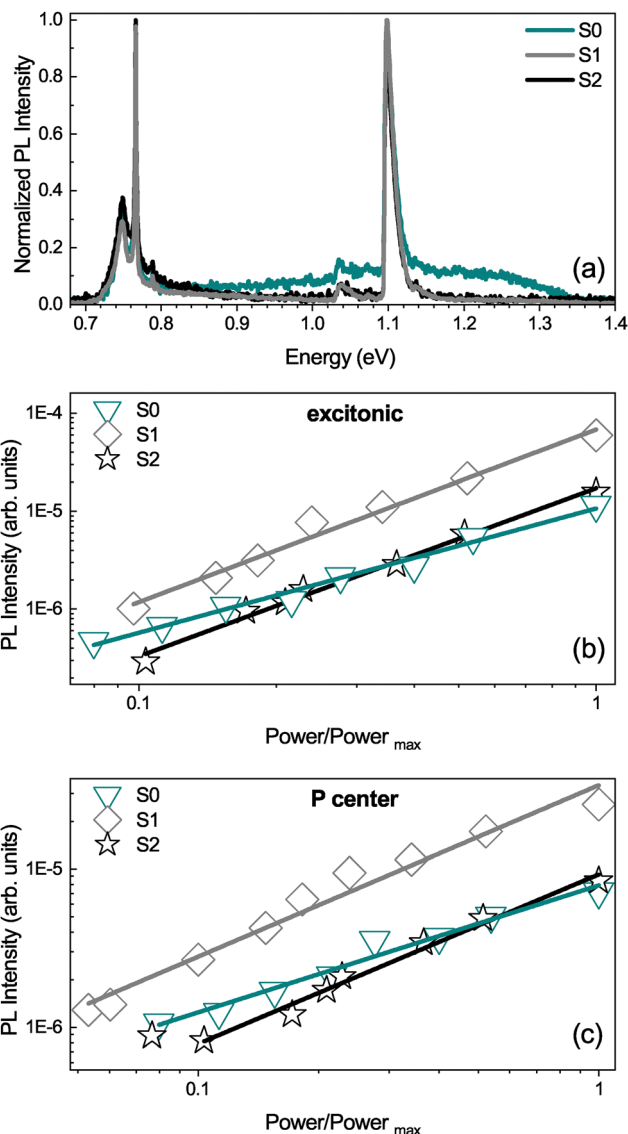 1.0
0.8
0.6
0.4
0.2
0.0
Normalized PL Intensity
S0
S1
S2
(a)
0.7 0.8 0.9 1.0 1.1 1.2 1.3 1.4
Energy (eV)
1E-4
1E-5
1E-6
PL Intensity (arb. units)
S0
S1
S2
excitonic
(b)
0.1 1
Power/Power max
1E-5
1E-6
PL Intensity (arb. units)
S0
S1
S2
P center
(c)
0.1 1
Power/Power max